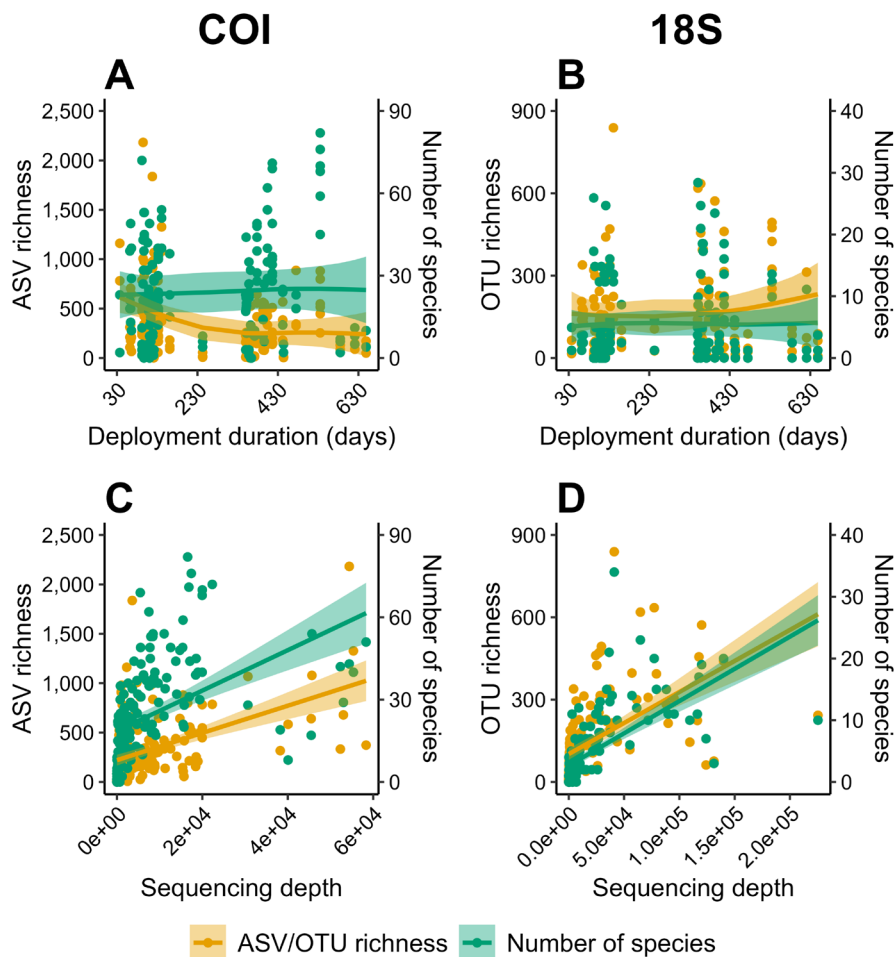 COI
18S
A
B
2,500
2,000
1,500
1,000
500
0
ASV richness
90
60
30
0
Number of species
30
230
430
630
Deployment duration (days)
900
600
300
0
OTU richness
40
30
20
10
0
Number of species
30
230
430
630
Deployment duration (days)
C
D
2,500
2,000
1,500
1,000
500
0
ASV richness
90
60
30
0
Number of species
0e+00
2e+04
4e+04
6e+04
Sequencing depth
900
600
300
0
OTU richness
40
30
20
10
0
Number of species
0.0e+00
5.0e+04
1.0e+05
1.5e+05
2.0e+05
Sequencing depth
ASV/OTU richness
Number of species